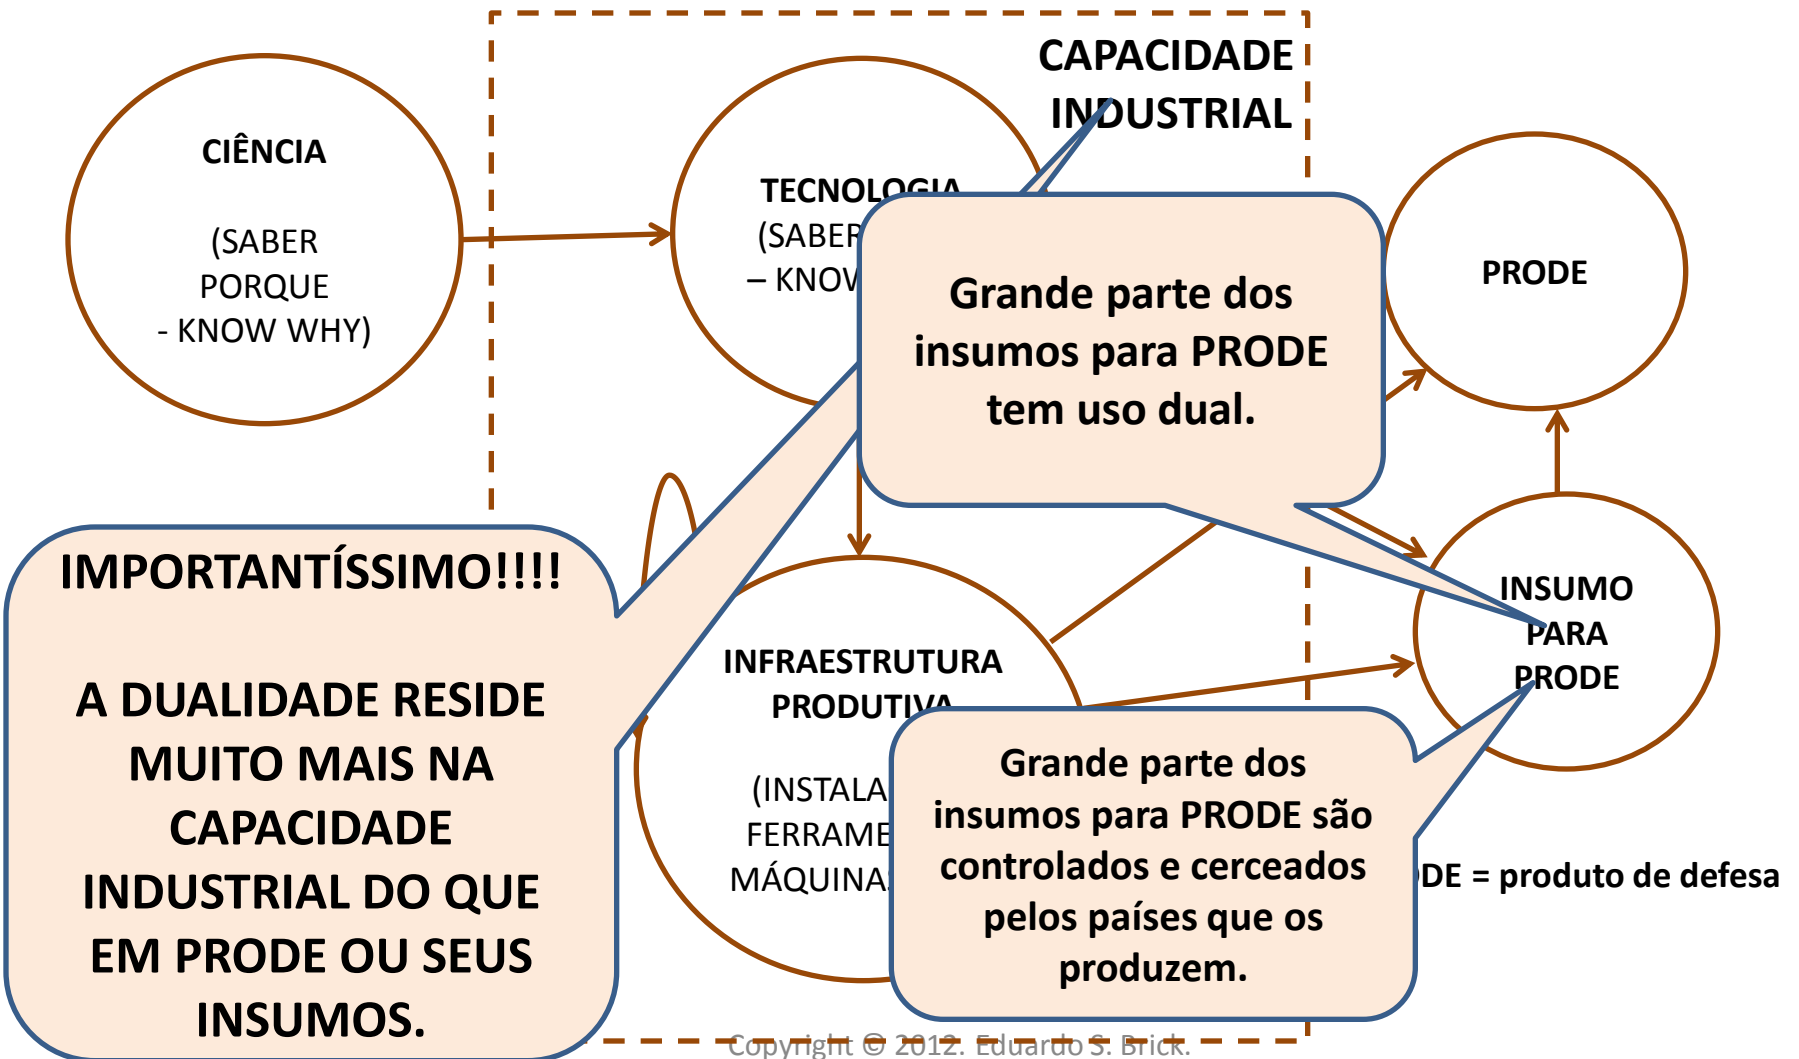 CAPACIDADE
INDUSTRIAL
CIÊNCIA
(SABER
PORQUE
- KNOW WHY)
TECNOLOGIA
(SABER
– KNOW
Grande parte dos
insumos para PRODE
tem uso dual.
PRODE
IMPORTANTÍSSIMO!!!!
A DUALIDADE RESIDE
MUITO MAIS NA
CAPACIDADE
INDUSTRIAL DO QUE
EM PRODE OU SEUS
INSUMOS.
INFRAESTRUTURA
PRODUTIVA
(INSTALA
FERRAME
MÁQUINAS
INSUMO
PARA
PRODE
Grande parte dos
insumos para PRODE são
controlados e cerceados
pelos países que os
produzem.
DE = produto de defesa
Copyright © 2012. Eduardo S. Brick.